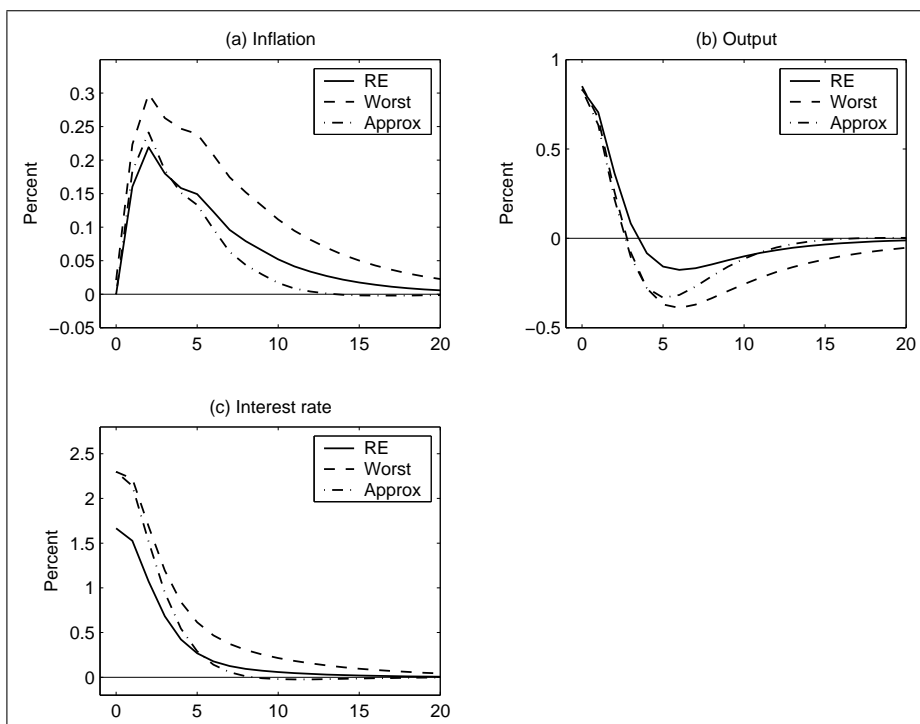 (a) Inflation
RE
Worst
Approx
Percent
0.3
0.25
0.2
0.15
0.1
0.05
0
−0.05
0 5 10 15 20
(b) Output
RE
Worst
Approx
Percent
1
0.5
0
−0.5
0 5 10 15 20
(c) Interest rate
RE
Worst
Approx
Percent
2.5
2
1.5
1
0.5
0
0 5 10 15 20